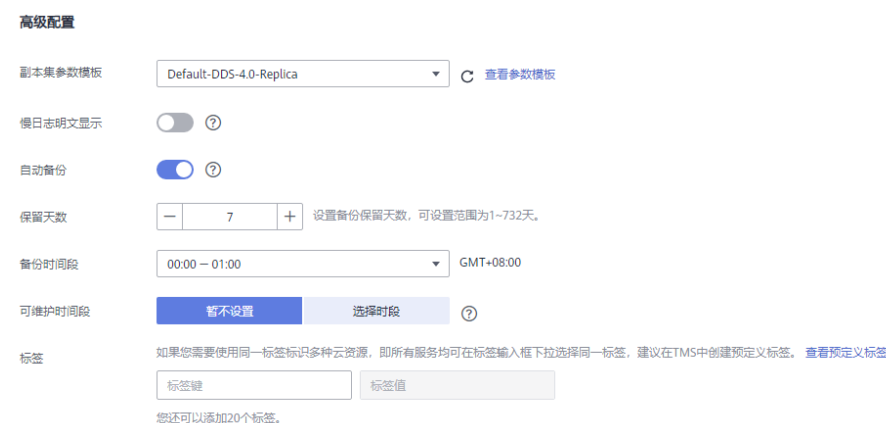 高级配置
副本集参数模板 Default-DDS-4.0-Replica 查看参数模板
慢日志明文显示
自动备份
保留天数 7 设置备份保留天数，可设置范围为1~732天。
备份时间段 00:00 — 01:00 GMT+08:00
可维护时间段 暂不设置 选择时段
标签 如果您需要使用同一标签标识多种云资源，即所有服务均可在标签输入框下拉选择同一标签，建议在TMS中创建预定义标签。 查看预定义标签
标签键 标签值
您还可以添加20个标签。